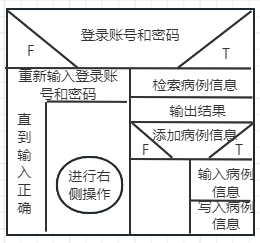 登录账号和密码
F
T
重新输入登录账
号和密码
检索病例信息
输出结果
添加病例信息
F
T
直
到
输
入
正
确
进行右
侧操作
输入病例
信息
写入病例
信息